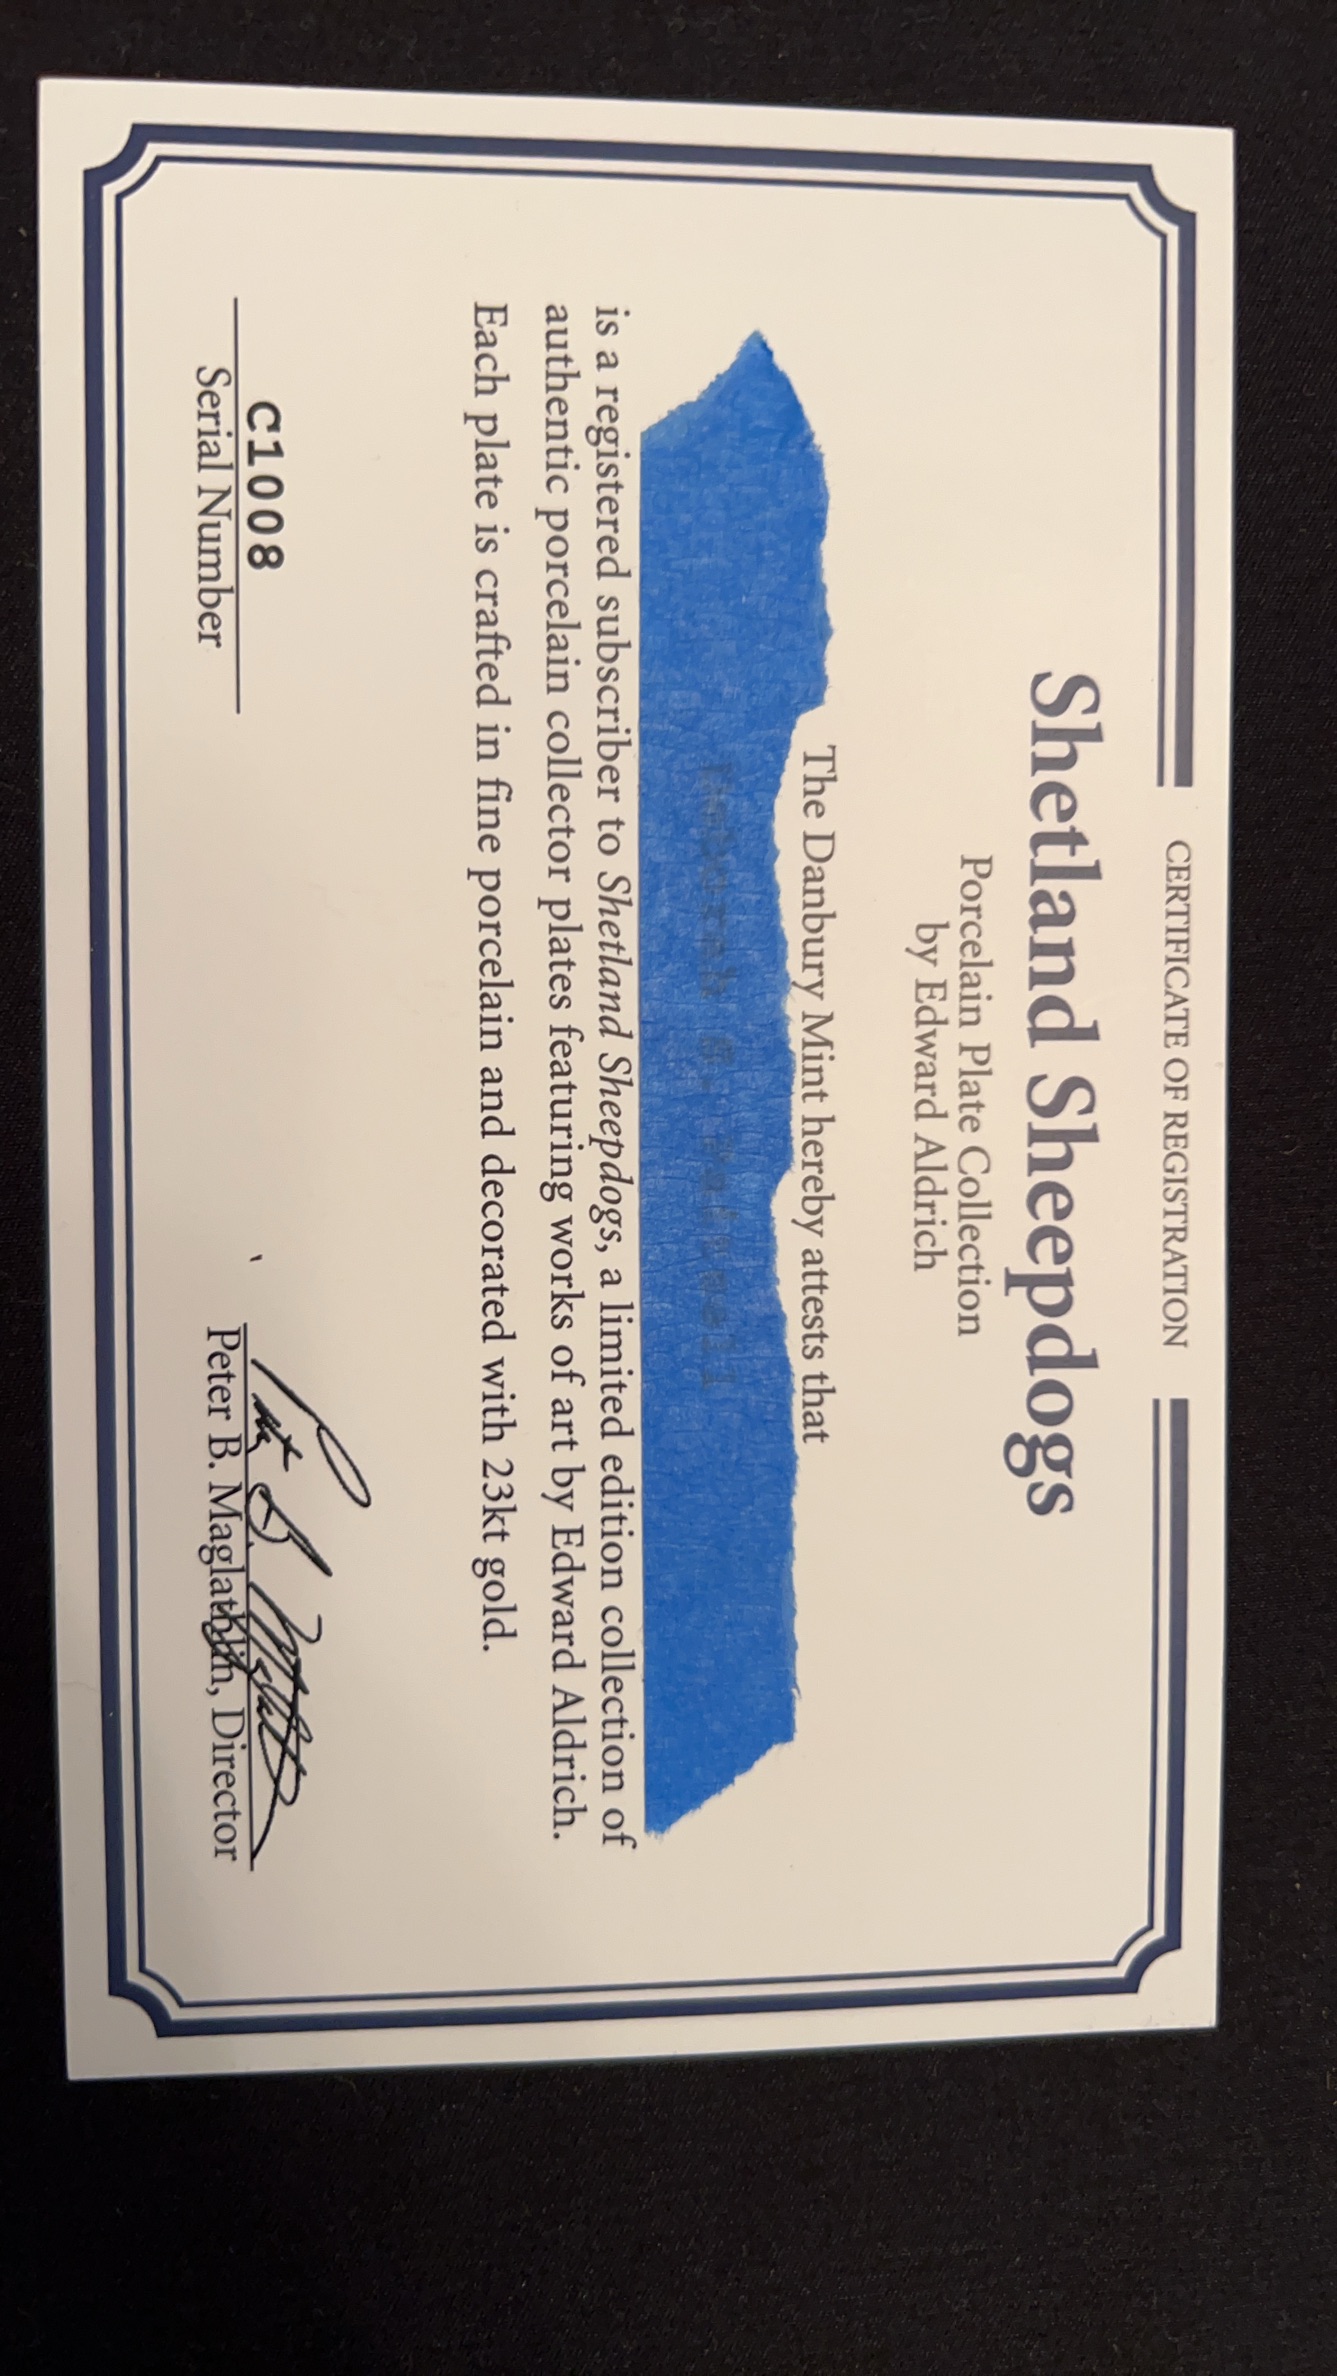 CERTIFICATE OF REGISTRATION
Shetland Sheepdogs
Porcelain Plate Collection
by Edward Aldrich
The Danbury Mint hereby attests that
is a registered subscriber to Shetland Sheepdogs, a limited edition collection of
authentic porcelain collector plates featuring works of art by Edward Aldrich.
Each plate is crafted in fine porcelain and decorated with 23kt gold.
C1008
Serial Number
Peter B. Maglathlin, Director